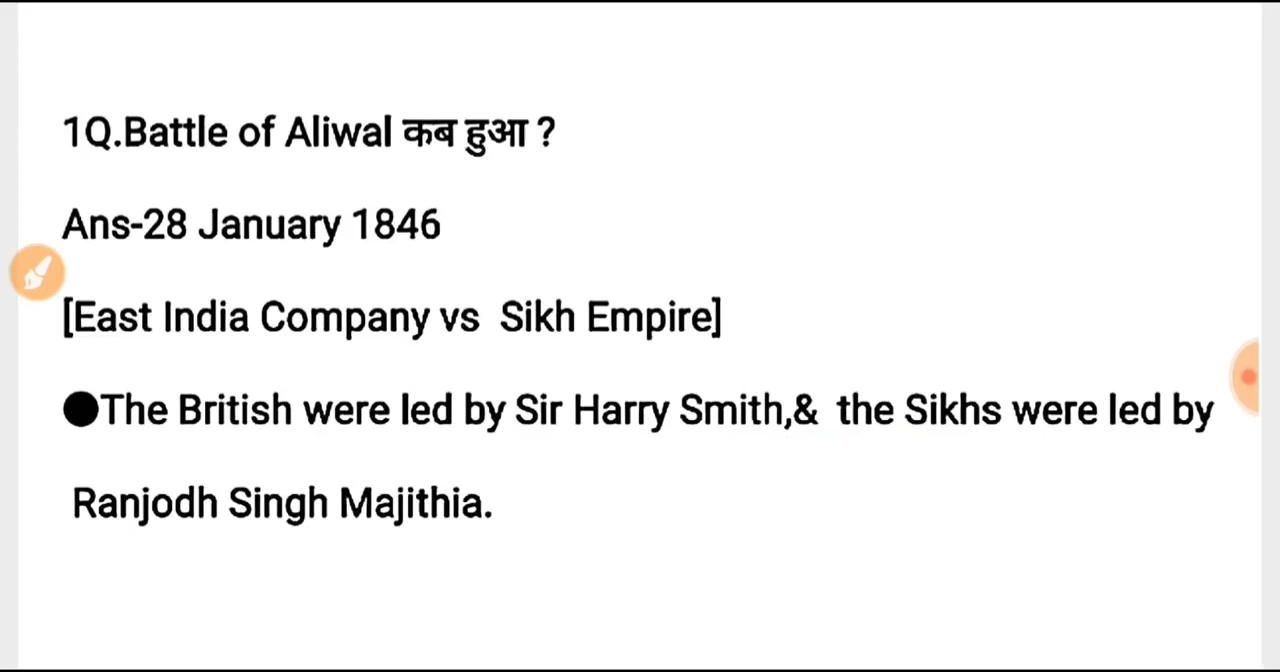 1Q.Battle of Aliwal कब हुआ ?
Ans-28 January 1846
[East India Company vs  Sikh Empire]
●The British were led by Sir Harry Smith,&  the Sikhs were led by
Ranjodh Singh Majithia.